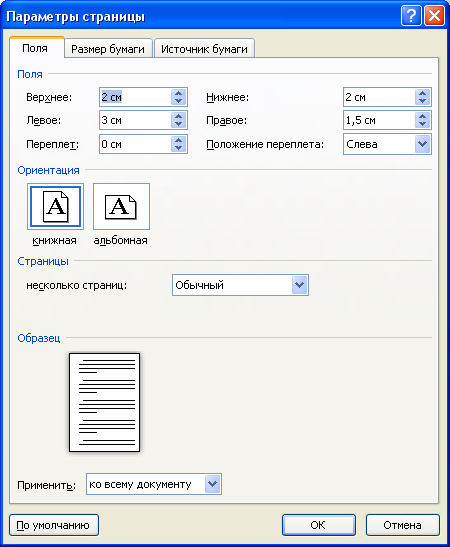 Параметры страницы
Поля Размер бумаги Источник бумаги
Поля
Верхнее: 2 см Нижнее: 2 см
Левое: 3 см Правое: 1,5 см
Переплет: 0 см Положение переплета: Слева
Ориентация
A A
книжная альбомная
Страницы
несколько страниц: Обычный
Образец
Применить: ко всему документу
По умолчанию ОК Отмена